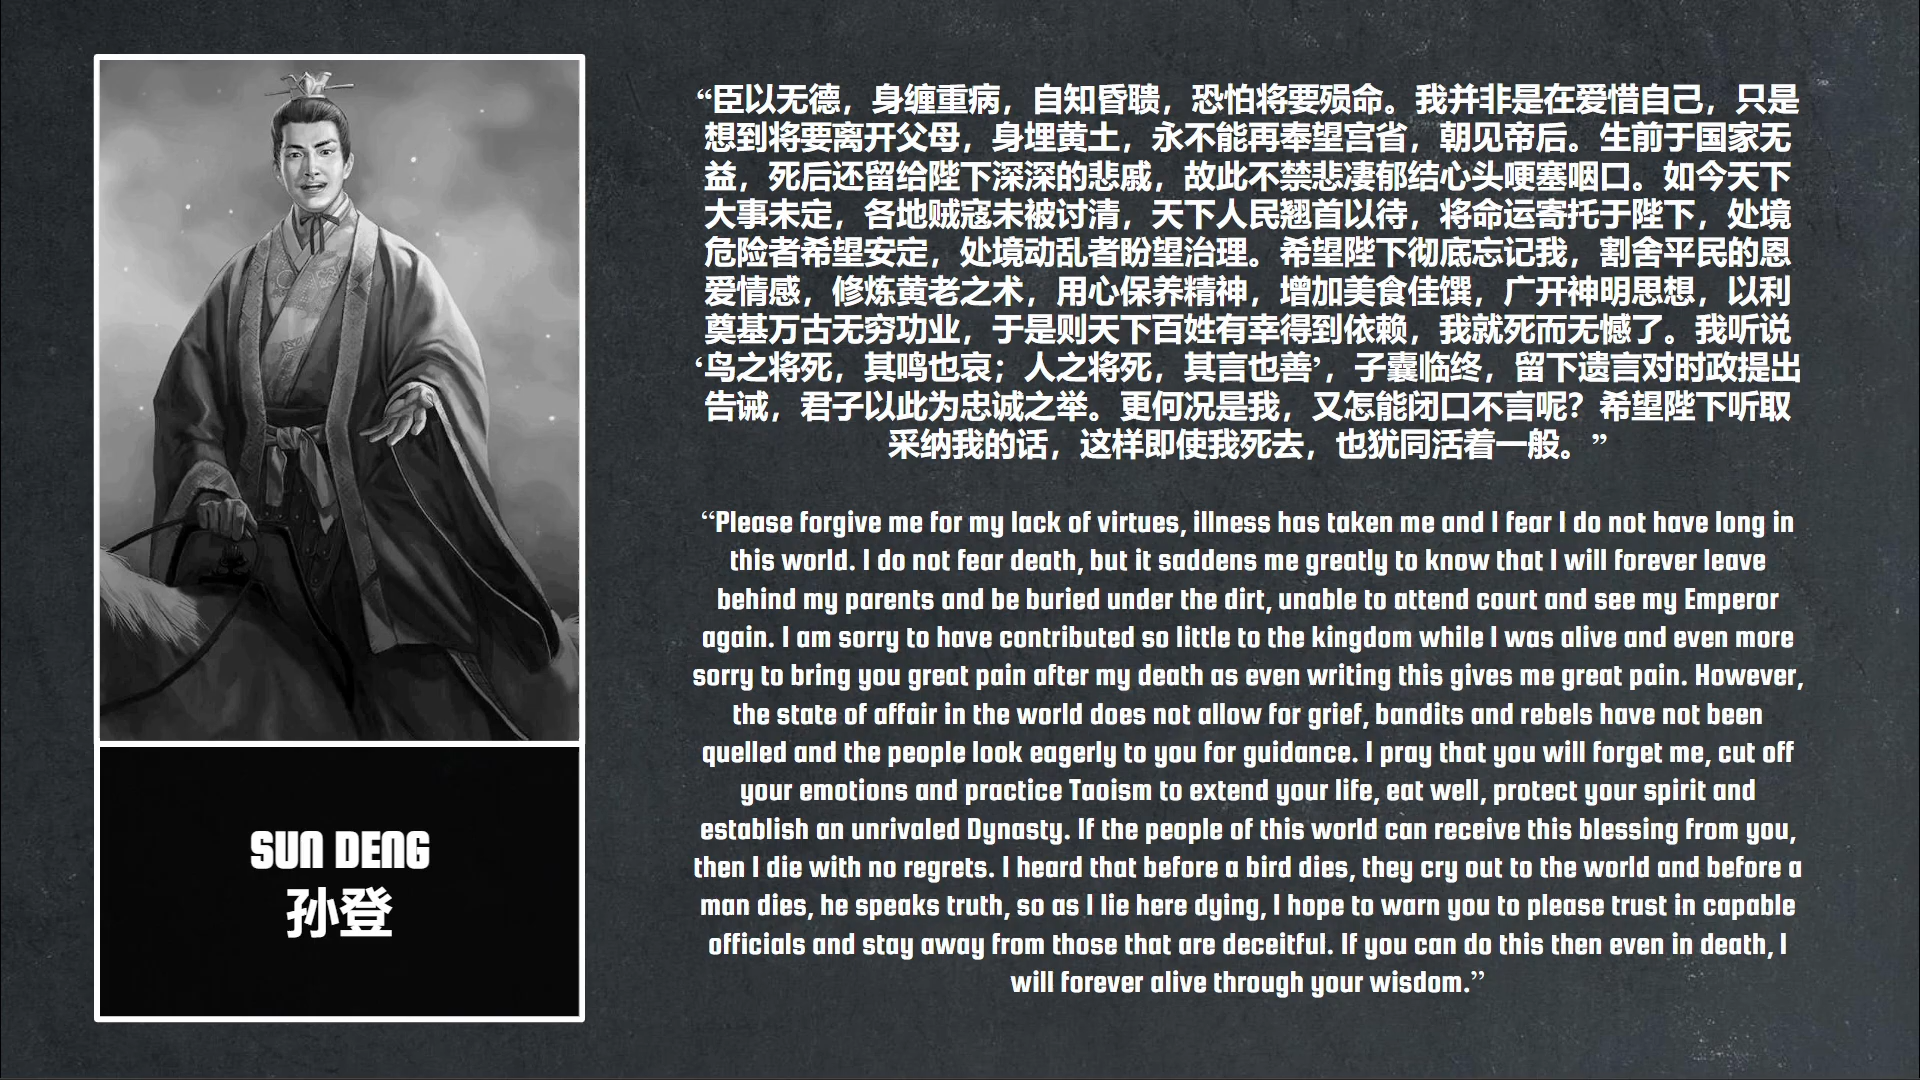 “臣以无德，身缠重病，自知昏聩，恐怕将要殒命。我并非是在爱惜自己，只是
想到将要离开父母，身埋黄土，永不能再奉望宫省，朝见帝后。生前于国家无
益，死后还留给陛下深深的悲戚，故此不禁悲凄郁结心头哽塞咽口。如今天下
大事未定，各地贼寇未被讨清，天下人民翘首以待，将命运寄托于陛下，处境
危险者希望安定，处境动乱者盼望治理。希望陛下彻底忘记我，割舍平民的恩
爱情感，修炼黄老之术，用心保养精神，增加美食佳馔，广开神明思想，以利
奠基万古无穷功业，于是则天下百姓有幸得到依赖，我就死而无憾了。我听说
‘鸟之将死，其鸣也哀；人之将死，其言也善’，子囊临终，留下遗言对时政提出
告诫，君子以此为忠诚之举。更何况是我，又怎能闭口不言呢？希望陛下听取
采纳我的话，这样即使我死去，也犹同活着一般。”
“Please forgive me for my lack of virtues, illness has taken me and I fear I do not have long in
this world. I do not fear death, but it saddens me greatly to know that I will forever leave
behind my parents and be buried under the dirt, unable to attend court and see my Emperor
again. I am sorry to have contributed so little to the kingdom while I was alive and even more
sorry to bring you great pain after my death as even writing this gives me great pain. However,
the state of affair in the world does not allow for grief, bandits and rebels have not been
quelled and the people look eagerly to you for guidance. I pray that you will forget me, cut off
your emotions and practice Taoism to extend your life, eat well, protect your spirit and
establish an unrivaled Dynasty. If the people of this world can receive this blessing from you,
then I die with no regrets. I heard that before a bird dies, they cry out to the world and before a
man dies, he speaks truth, so as I lie here dying, I hope to warn you to please trust in capable
officials and stay away from those that are deceitful. If you can do this then even in death, I
will forever alive through your wisdom.”
SUN DENG
孙登